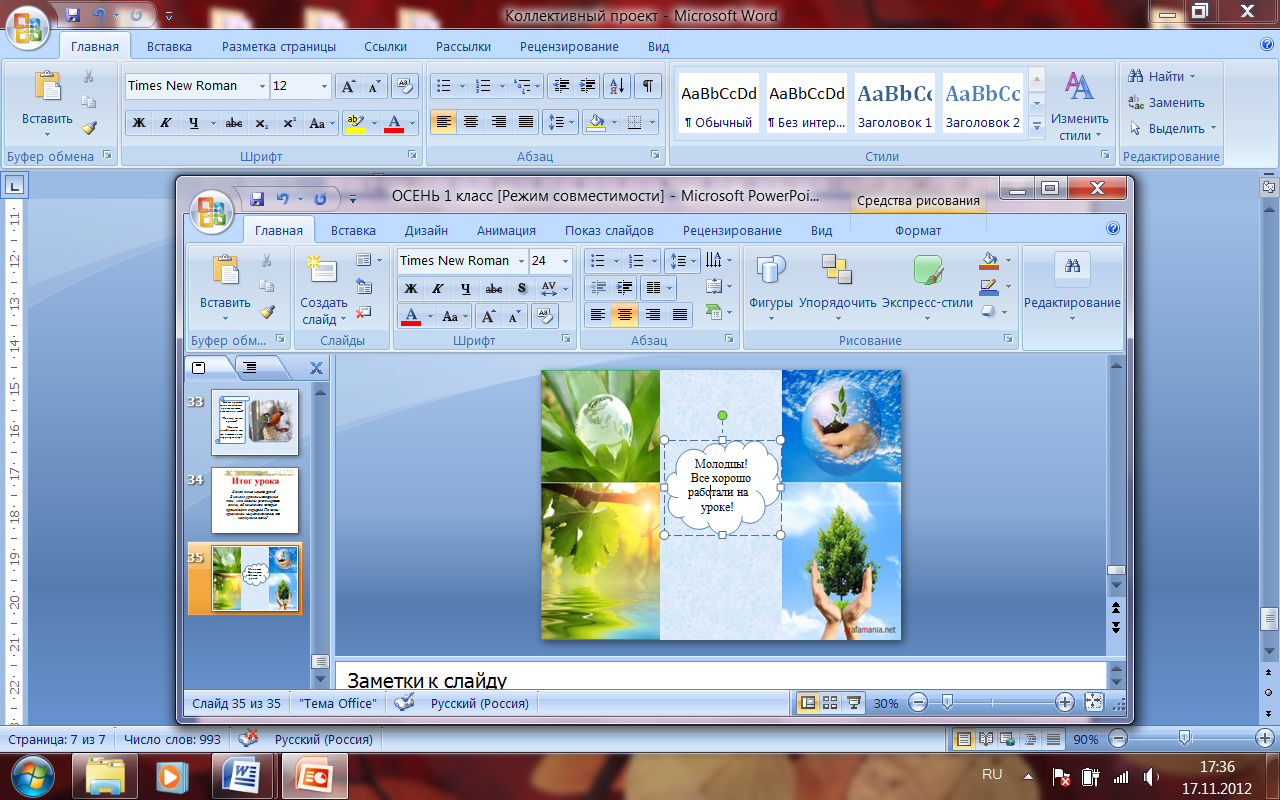 Коллективный проект - Microsoft Word
Главная
Вставка
Разметка страницы
Ссылки
Рассылки
Рецензирование
Вид
Times New Roman
12
AaBbCcDd
AaBbCcDd
AaBbCc
AaBbCc
¶ Обычный
¶ Без интер...
Заголовок 1
Заголовок 2
Вставить
Изменить
стили
Найти
Заменить
Выделить
Буфер обмена
Шрифт
Абзац
Стили
Редактирование
ОСЕНЬ 1 класс [Режим совместимости] - Microsoft PowerPoi...
Средства рисования
Главная
Вставка
Дизайн
Анимация
Показ слайдов
Рецензирование
Вид
Формат
Times New Roman
24
Вставить
Создать
слайд
Фигуры
Упорядочить
Экспресс-стили
Редактирование
Буфер обм...
Слайды
Шрифт
Абзац
Рисование
33
34
Итог урока
35
Молодцы!
Все хорошо
работали на
уроке!
grafamania.net
Заметки к слайду
Слайд 35 из 35
"Тема Office"
Русский (Россия)
30%
Страница: 7 из 7
Число слов: 993
Русский (Россия)
90%
RU
17:36
17.11.2012